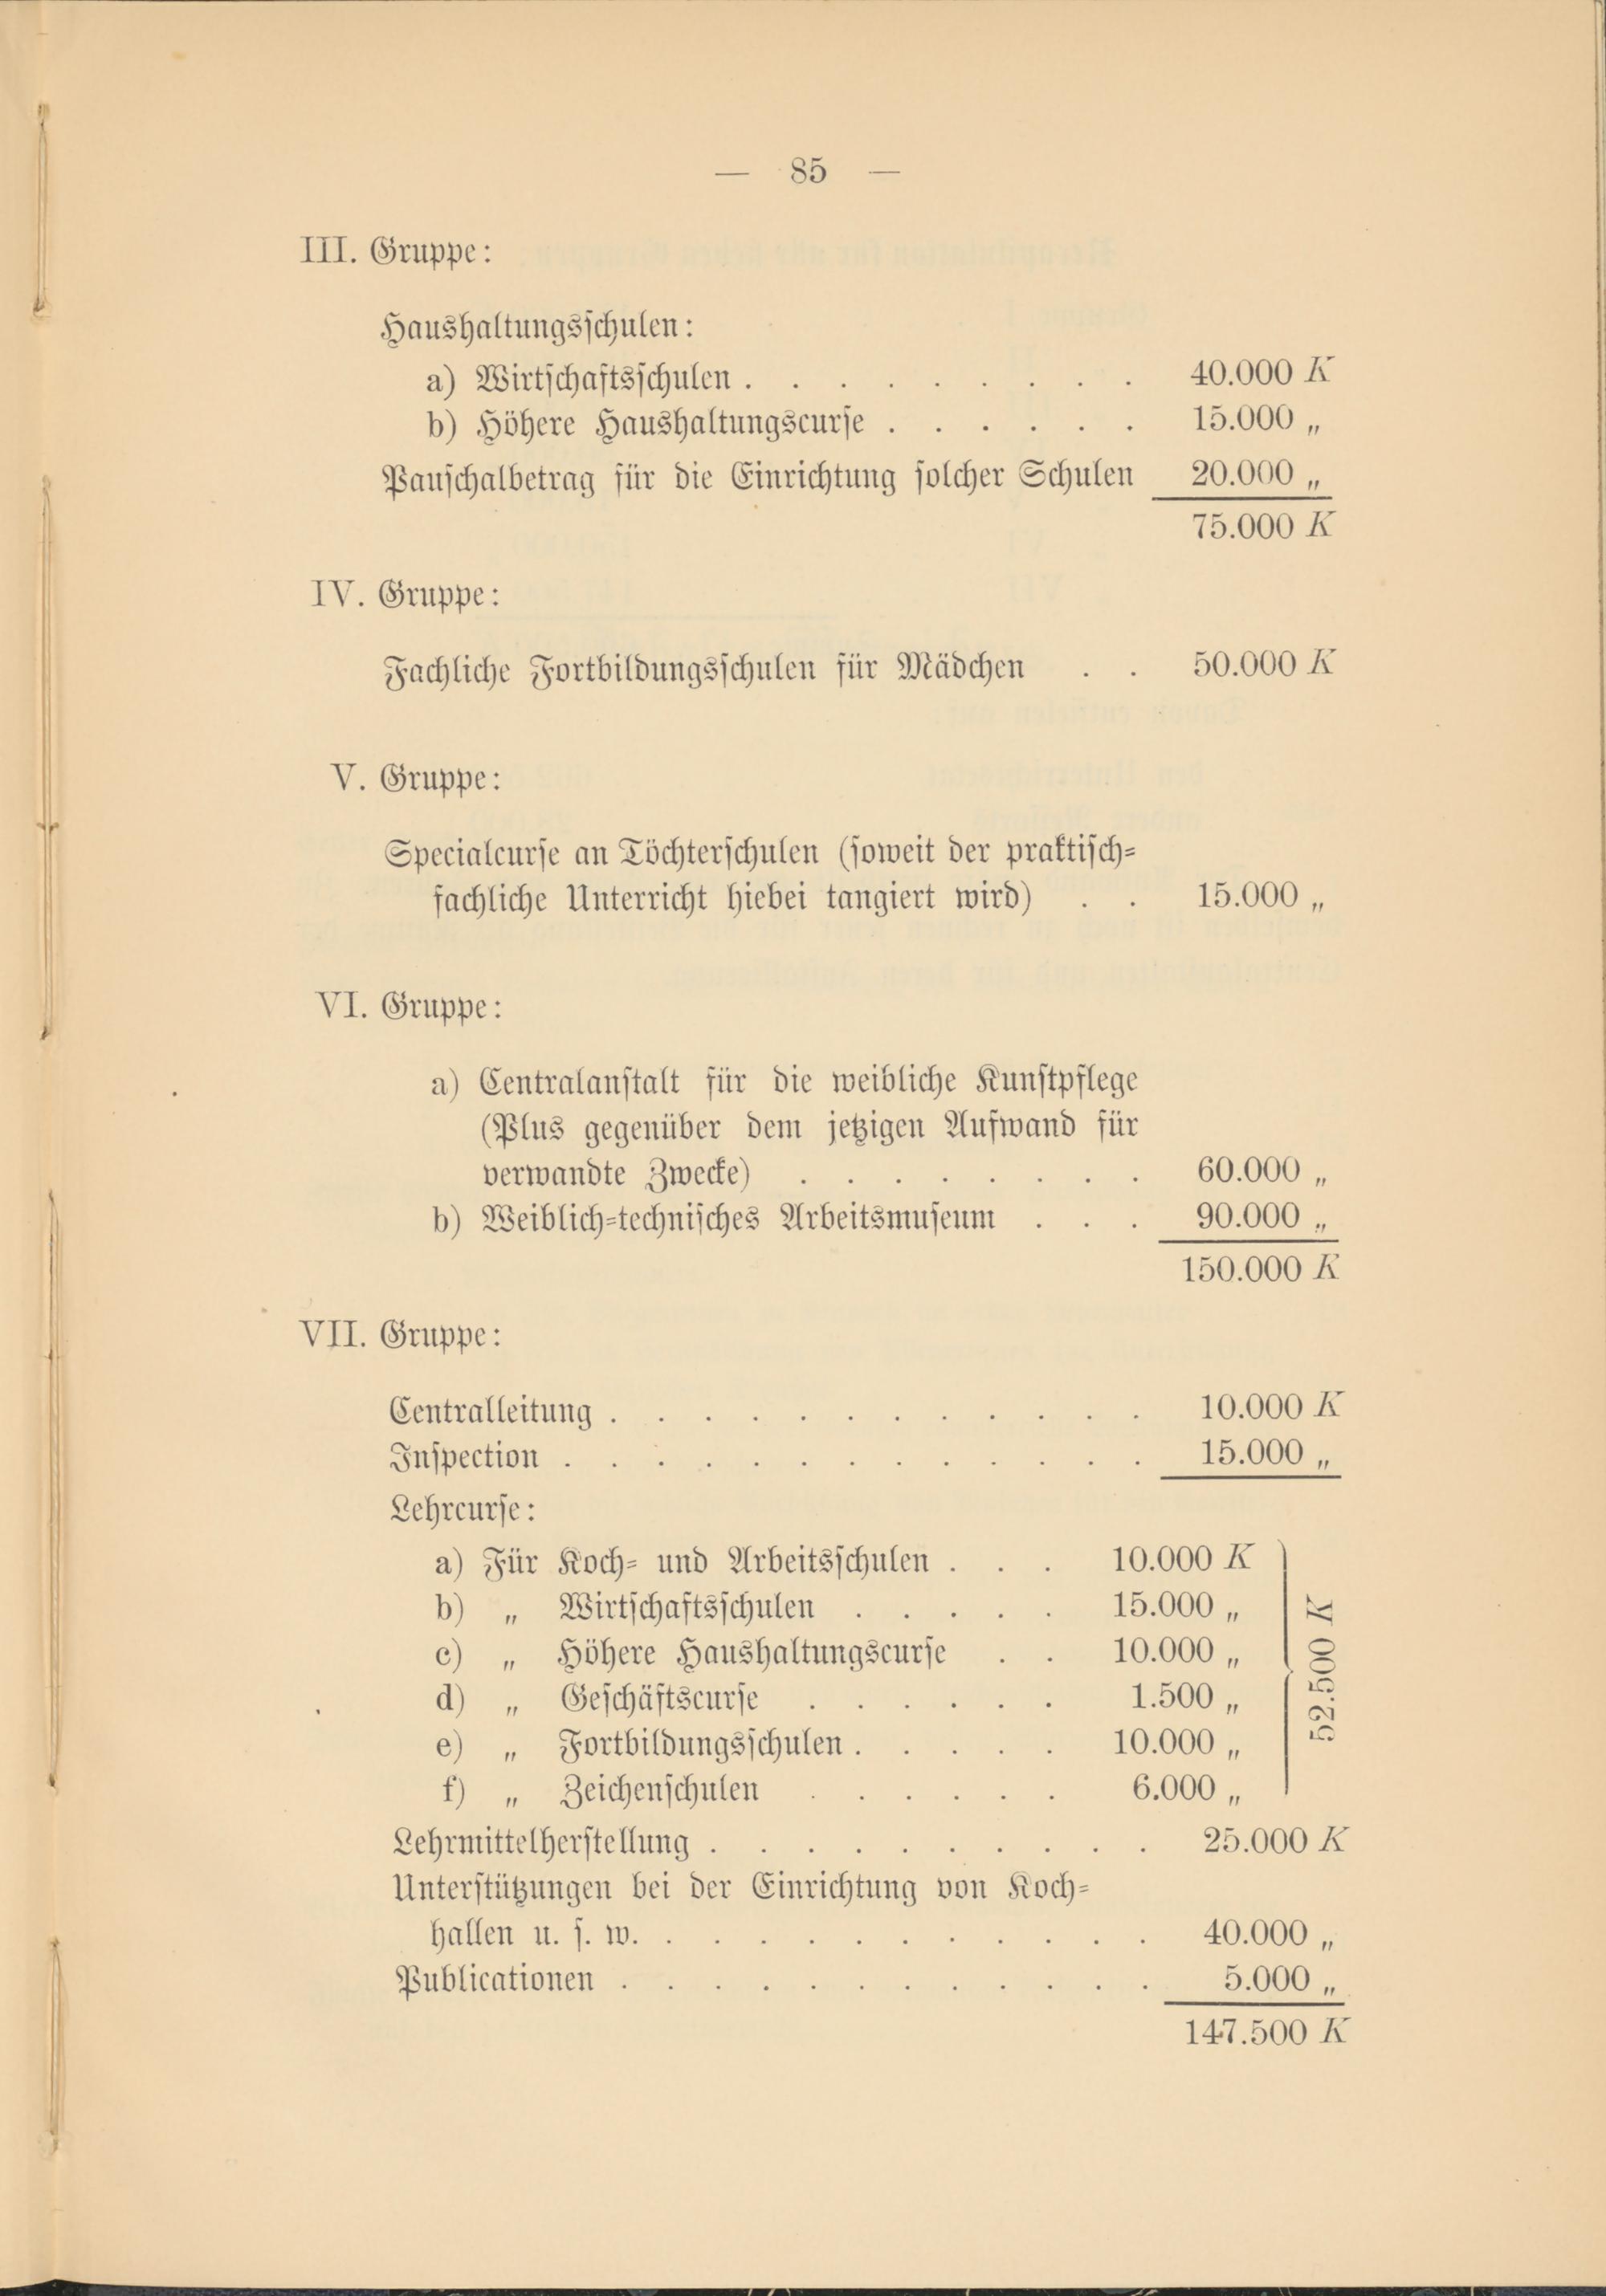 — 85 —
III. Gruppe:
Haushaltungsschulen:
a) Wirtschaftsschulen . . . . . . . . . 40.000 K
b) Höhere Haushaltungscurse . . . . . . 15.000 „
Pauschalbetrag für die Einrichtung solcher Schulen 20.000 „
75.000 K
IV. Gruppe:
Fachliche Fortbildungsschulen für Mädchen . . 50.000 K
V. Gruppe:
Specialcurse an Töchterschulen (soweit der praktisch-
fachliche Unterricht hiebei tangiert wird) . . 15.000 „
VI. Gruppe:
a) Centralanstalt für die weibliche Kunstpflege
(Plus gegenüber dem jetzigen Aufwand für
verwandte Zwecke) . . . . . . . . 60.000 „
b) Weiblich-technisches Arbeitsmuseum . . . 90.000 „
150.000 K
VII. Gruppe:
Centralleitung . . . . . . . . . . . . 10.000 K
Inspection . . . . . . . . . . . . . 15.000 „
Lehrcurse:
a) Für Koch- und Arbeitsschulen . . . 10.000 K
b) „ Wirtschaftsschulen . . . . . 15.000 „
c) „ Höhere Haushaltungscurse . . 10.000 „
d) „ Geschäftscurse . . . . . . 1.500 „
e) „ Fortbildungsschulen . . . . . 10.000 „
f) „ Zeichenschulen . . . . . . 6.000 „
52.500 K
Lehrmittelherstellung . . . . . . . . . . 25.000 K
Unterstützungen bei der Einrichtung von Koch-
hallen u. s. w. . . . . . . . . . . . 40.000 „
Publicationen . . . . . . . . . . . . 5.000 „
147.500 K